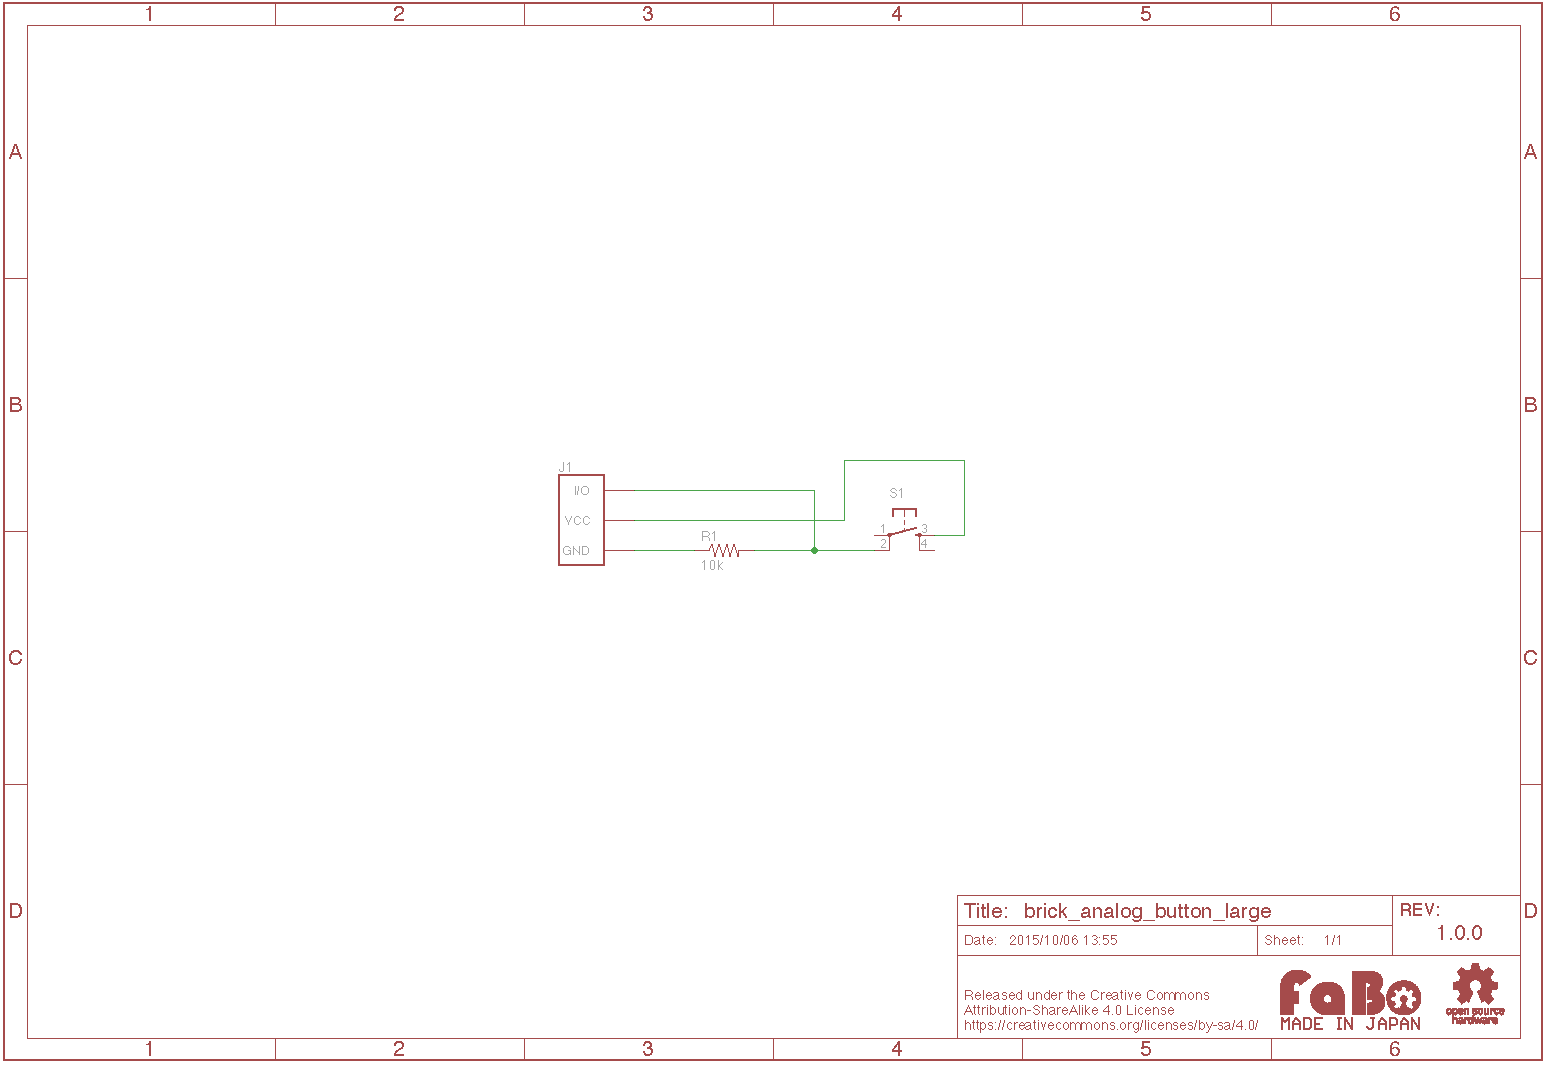 1 2 3 4 5 6
A A
B B
J1
I/O
VCC
GND
R1
10k
S1
1 3
2 4
C C
D D
Title: brick_analog_button_large
REV:
1.0.0
Date: 2015/10/06 13:55
Sheet: 1/1
Released under the Creative Commons
Attribution-ShareAlike 4.0 License
https://creativecommons.org/licenses/by-sa/4.0/
FaBo
MADE IN JAPAN
open source
hardware
1 2 3 4 5 6